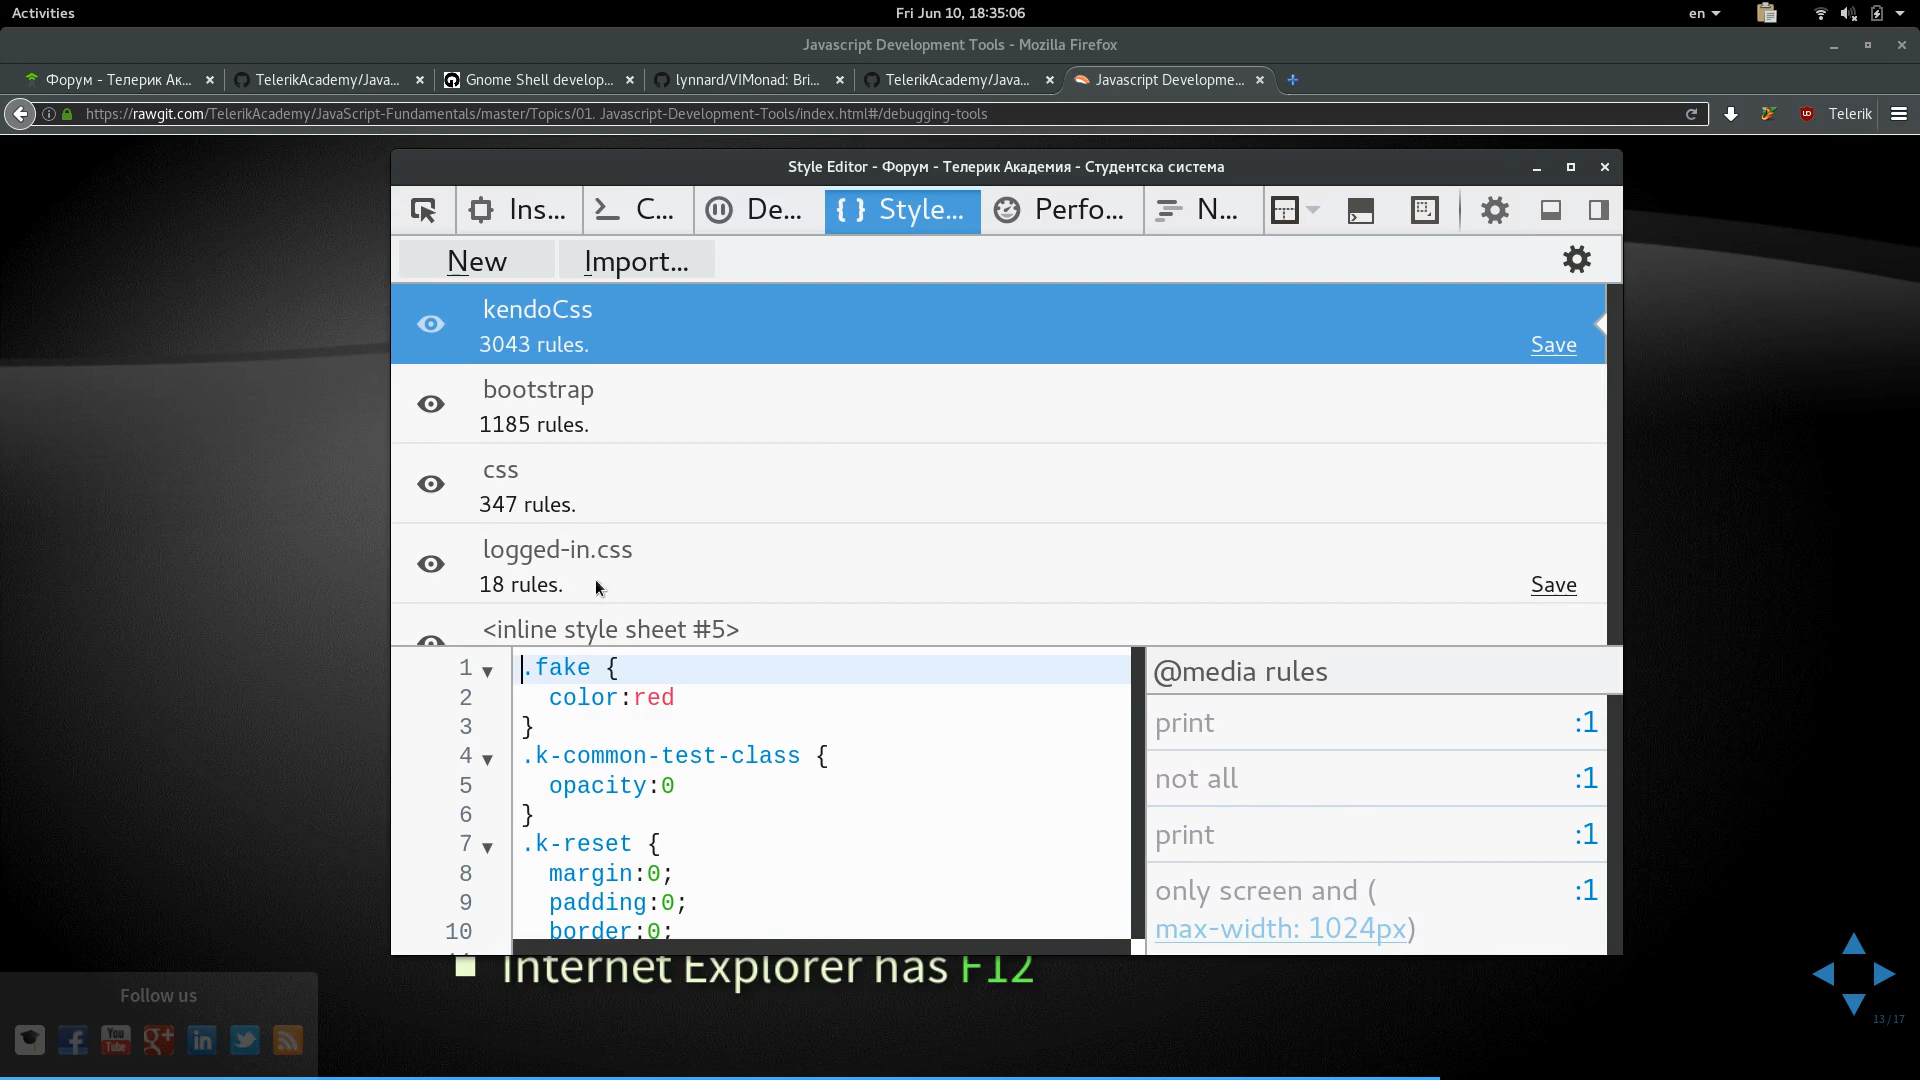 Activities
Fri Jun 10, 18:35:06
en
Javascript Development Tools - Mozilla Firefox
Форум - Телерик Ак...
TelerikAcademy/Java...
Gnome Shell develop...
lynnard/VIMonad: Bri...
TelerikAcademy/Java...
Javascript Developme...
https://rawgit.com/TelerikAcademy/JavaScript-Fundamentals/master/Topics/01. Javascript-Development-Tools/index.html#/debugging-tools
Telerik
Style Editor - Форум - Телерик Академия - Студентска система
Ins...
C...
De...
{ } Style...
Perfo...
N...
New
Import...
kendoCss
3043 rules.
Save
bootstrap
1185 rules.
css
347 rules.
logged-in.css
18 rules.
Save
<inline style sheet #5>
1 .fake {
2 color:red
3 }
4 .k-common-test-class {
5 opacity:0
6 }
7 .k-reset {
8 margin:0;
9 padding:0;
10 border:0;
@media rules
print :1
not all :1
print :1
only screen and ( :1
max-width: 1024px)
Internet Explorer has F12
Follow us
You Tube
g+
in
13 / 17